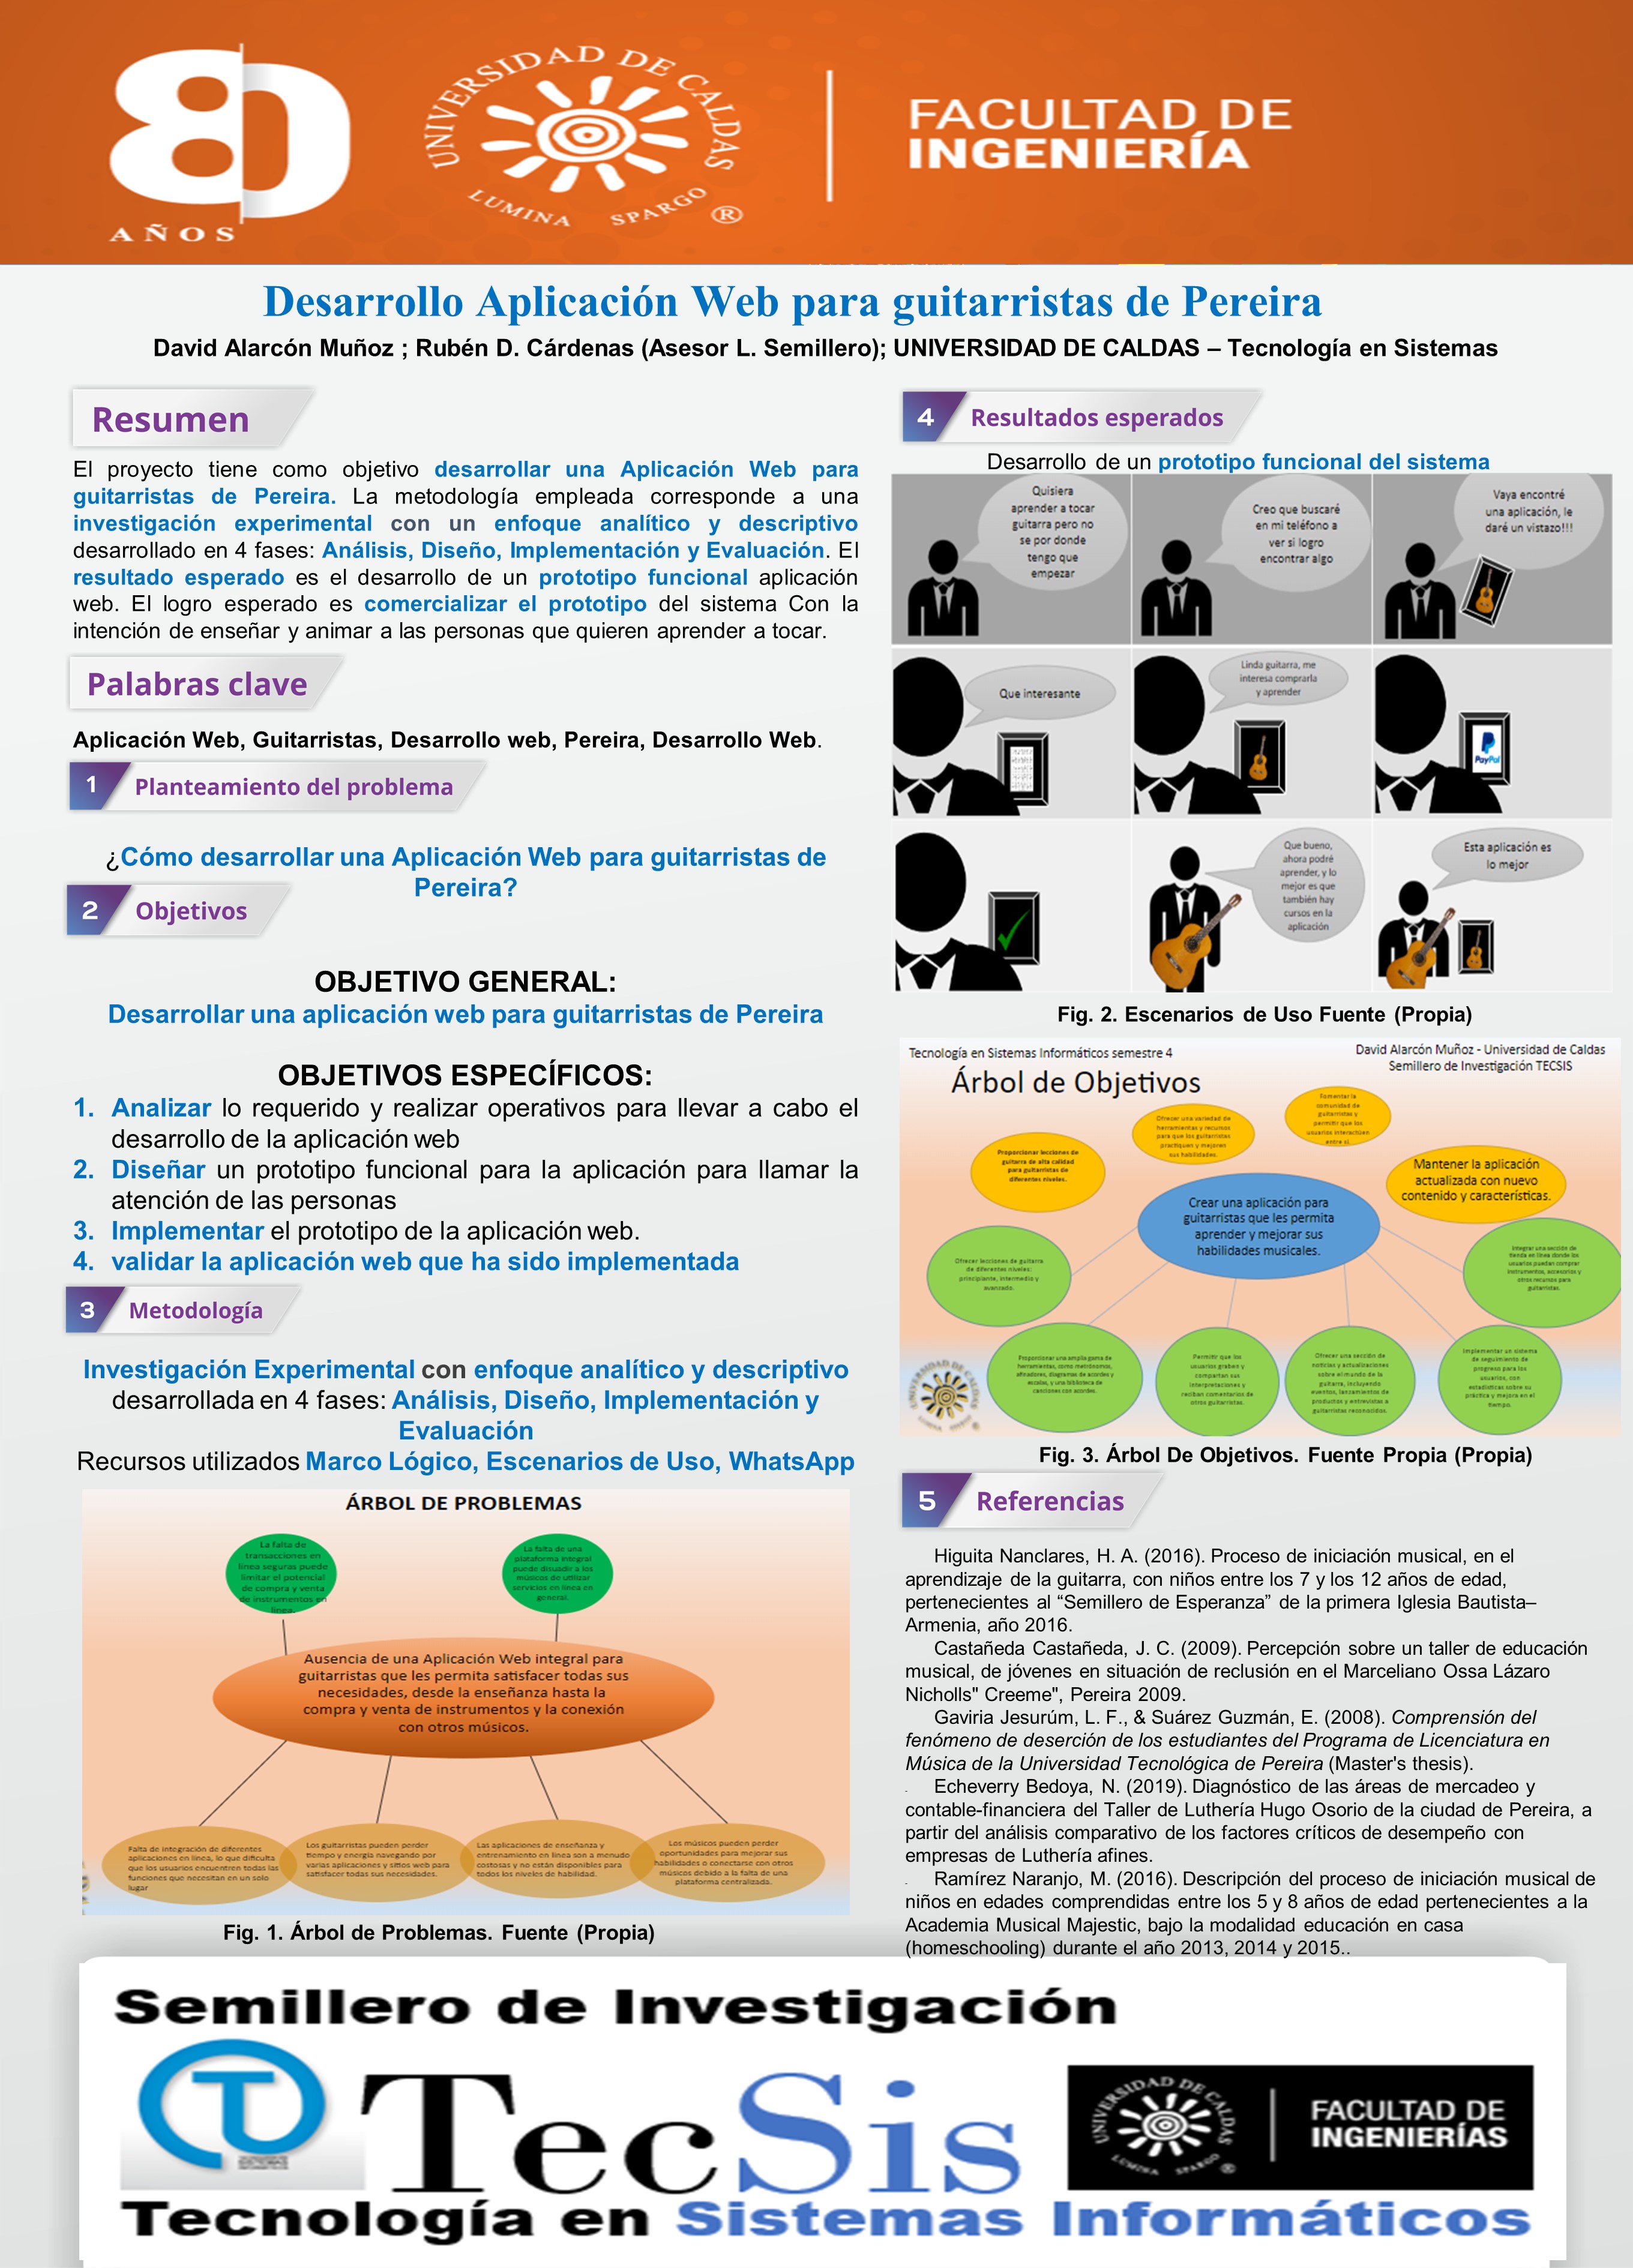 80
AÑOS
UNIVERSIDAD DE CALDAS
LUMINA SPARGO
®
FACULTAD DE
INGENIERÍA
Desarrollo Aplicación Web para guitarristas de Pereira
David Alarcón Muñoz ; Rubén D. Cárdenas (Asesor L. Semillero); UNIVERSIDAD DE CALDAS – Tecnología en Sistemas
Resumen
El proyecto tiene como objetivo desarrollar una Aplicación Web para
guitarristas de Pereira. La metodología empleada corresponde a una
investigación experimental con un enfoque analítico y descriptivo
desarrollado en 4 fases: Análisis, Diseño, Implementación y Evaluación. El
resultado esperado es el desarrollo de un prototipo funcional aplicación
web. El logro esperado es comercializar el prototipo del sistema Con la
intención de enseñar y animar a las personas que quieren aprender a tocar.
Palabras clave
Aplicación Web, Guitarristas, Desarrollo web, Pereira, Desarrollo Web.
1 Planteamiento del problema
¿Cómo desarrollar una Aplicación Web para guitarristas de
Pereira?
2 Objetivos
OBJETIVO GENERAL:
Desarrollar una aplicación web para guitarristas de Pereira
OBJETIVOS ESPECÍFICOS:
1. Analizar lo requerido y realizar operativos para llevar a cabo el
desarrollo de la aplicación web
2. Diseñar un prototipo funcional para la aplicación para llamar la
atención de las personas
3. Implementar el prototipo de la aplicación web.
4. validar la aplicación web que ha sido implementada
3 Metodología
Investigación Experimental con enfoque analítico y descriptivo
desarrollada en 4 fases: Análisis, Diseño, Implementación y
Evaluación
Recursos utilizados Marco Lógico, Escenarios de Uso, WhatsApp
ÁRBOL DE PROBLEMAS
La falta de
transacciones en
línea seguras puede
limitar el potencial
de compra y venta
de instrumentos en
línea.
La falta de una
plataforma integral
puede disuadir a los
músicos de utilizar
servicios en línea en
general.
Ausencia de una Aplicación Web integral para
guitarristas que les permita satisfacer todas sus
necesidades, desde la enseñanza hasta la
compra y venta de instrumentos y la conexión
con otros músicos.
Falta de integración de diferentes
aplicaciones en línea, lo que dificulta
que los usuarios encuentren todas las
funciones que necesitan en un solo
lugar
Los guitarristas pueden perder
tiempo y energía navegando por
varias aplicaciones y sitios web para
satisfacer todas sus necesidades.
Las aplicaciones de enseñanza y
entrenamiento en línea son a menudo
costosas y no están disponibles para
todos los niveles de habilidad.
Los músicos pueden perder
oportunidades para mejorar sus
habilidades o conectarse con otros
músicos debido a la falta de una
plataforma centralizada.
Fig. 1. Árbol de Problemas. Fuente (Propia)
4 Resultados esperados
Desarrollo de un prototipo funcional del sistema
Quisiera
aprender a tocar
guitarra pero no
se por donde
tengo que
empezar
Creo que buscaré
en mi teléfono a
ver si logro
encontrar algo
Vaya encontré
una aplicación, le
daré un vistazo!!!
Que interesante
Linda guitarra, me
interesa comprarla
y aprender
PayPal
Que bueno,
ahora podré
aprender, y lo
mejor es que
también hay
cursos en la
aplicación
Esta aplicación es
lo mejor
Fig. 2. Escenarios de Uso Fuente (Propia)
Tecnología en Sistemas Informáticos semestre 4
David Alarcón Muñoz - Universidad de Caldas
Semillero de Investigación TECSIS
Árbol de Objetivos
Proporcionar lecciones de
guitarra de alta calidad
para guitarristas de
diferentes niveles.
Ofrecer una variedad de
herramientas y recursos
para que los guitarristas
practiquen y mejores
sus habilidades.
Fomentar la
comunidad de
guitarristas y
permitir que los
usuarios interactúen
entre sí.
Mantener la aplicación
actualizada con nuevo
contenido y características.
Crear una aplicación para
guitarristas que les permita
aprender y mejorar sus
habilidades musicales.
Ofrecer lecciones de guitarra
de diferentes niveles:
principiante, intermedio y
avanzado.
Integrar una sección de
tienda en línea donde los
usuarios puedan comprar
instrumentos, accesorios y
otros recursos para
guitarristas.
Proporcionar una amplia gama de
herramientas, como metrónomos,
afinadores, diagramas de acordes y
escalas, y una biblioteca de
canciones con acordes.
Permitir que los
usuarios graben y
compartan sus
interpretaciones y
reciban comentarios de
otros guitarristas.
Ofrecer una sección de
noticias y actualizaciones
sobre el mundo de la
guitarra, incluyendo
eventos, lanzamientos de
productos y entrevistas a
guitarristas reconocidos.
Implementar un sistema
de seguimiento de
progreso para los
usuarios, con
estadísticas sobre su
práctica y mejora en el
tiempo.
Fig. 3. Árbol De Objetivos. Fuente Propia (Propia)
5 Referencias
Higuita Nanclares, H. A. (2016). Proceso de iniciación musical, en el
aprendizaje de la guitarra, con niños entre los 7 y los 12 años de edad,
pertenecientes al “Semillero de Esperanza” de la primera Iglesia Bautista–
Armenia, año 2016.
Castañeda Castañeda, J. C. (2009). Percepción sobre un taller de educación
musical, de jóvenes en situación de reclusión en el Marceliano Ossa Lázaro
Nicholls" Creeme", Pereira 2009.
Gaviria Jesurúm, L. F., & Suárez Guzmán, E. (2008). Comprensión del
fenómeno de deserción de los estudiantes del Programa de Licenciatura en
Música de la Universidad Tecnológica de Pereira (Master's thesis).
Echeverry Bedoya, N. (2019). Diagnóstico de las áreas de mercadeo y
contable-financiera del Taller de Luthería Hugo Osorio de la ciudad de Pereira, a
partir del análisis comparativo de los factores críticos de desempeño con
empresas de Luthería afines.
Ramírez Naranjo, M. (2016). Descripción del proceso de iniciación musical de
niños en edades comprendidas entre los 5 y 8 años de edad pertenecientes a la
Academia Musical Majestic, bajo la modalidad educación en casa
(homeschooling) durante el año 2013, 2014 y 2015..
Semillero de Investigación
TecSis
Tecnología en Sistemas Informáticos
UNIVERSIDAD DE CALDAS
LUMINA SPARGO
®
FACULTAD DE
INGENIERÍAS